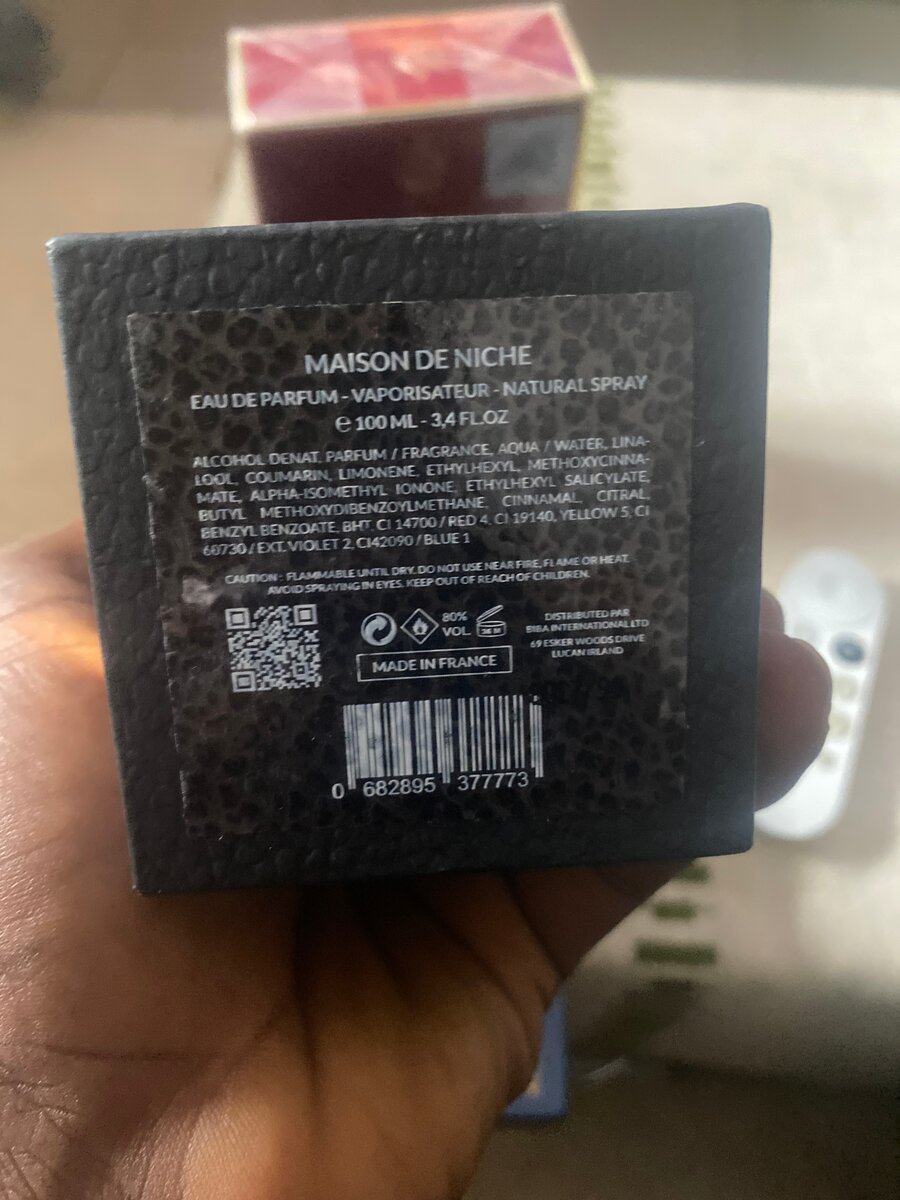 MAISON DE NICHE
EAU DE PARFUM - VAPORISATEUR - NATURAL SPRAY
℮ 100 ML - 3,4 FL.OZ
ALCOHOL DENAT, PARFUM / FRAGRANCE, AQUA / WATER, LINA-
LOOL, COUMARIN, LIMONENE, ETHYLHEXYL, METHOXYCINNA-
MATE, ALPHA-ISOMETHYL IONONE, ETHYLHEXYL SALICYLATE,
BUTYL METHOXYDIBENZOYLMETHANE, CINNAMAL, CITRAL,
BENZYL BENZOATE, BHT, CI 14700 / RED 4, CI 19140, YELLOW 5, CI
60730 / EXT. VIOLET 2, CI42090 / BLUE 1
CAUTION : FLAMMABLE UNTIL DRY. DO NOT USE NEAR FIRE, FLAME OR HEAT.
AVOID SPRAYING IN EYES. KEEP OUT OF REACH OF CHILDREN.
80%
VOL.
36 M
MADE IN FRANCE
DISTRIBUTED PAR
BIBA INTERNATIONAL LTD
69 ESKER WOODS DRIVE
LUCAN IRLAND
0 682895 377773